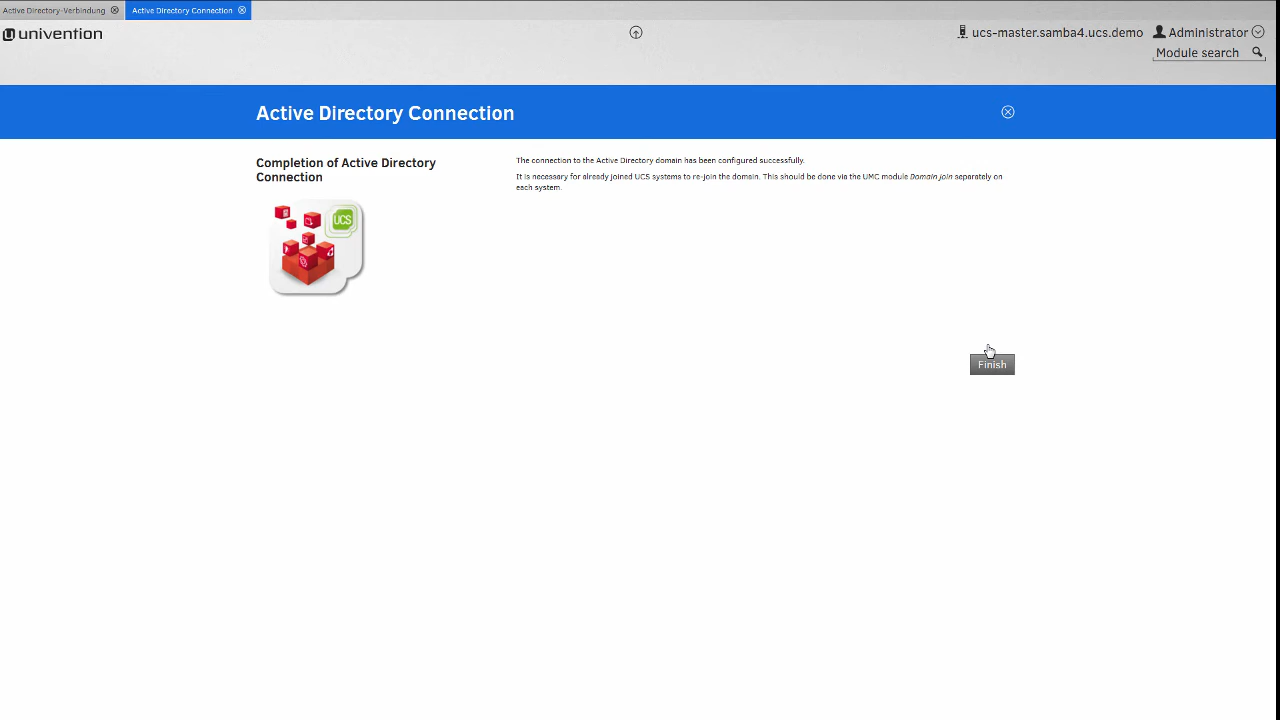 Active Directory-Verbindung
Active Directory Connection
univention
ucs-master.samba4.ucs.demo
Administrator
Module search
Active Directory Connection
Completion of Active Directory
Connection
The connection to the Active Directory domain has been configured successfully.
It is necessary for already joined UCS systems to re-join the domain. This should be done via the UMC module Domain join separately on
each system.
UCS
Finish